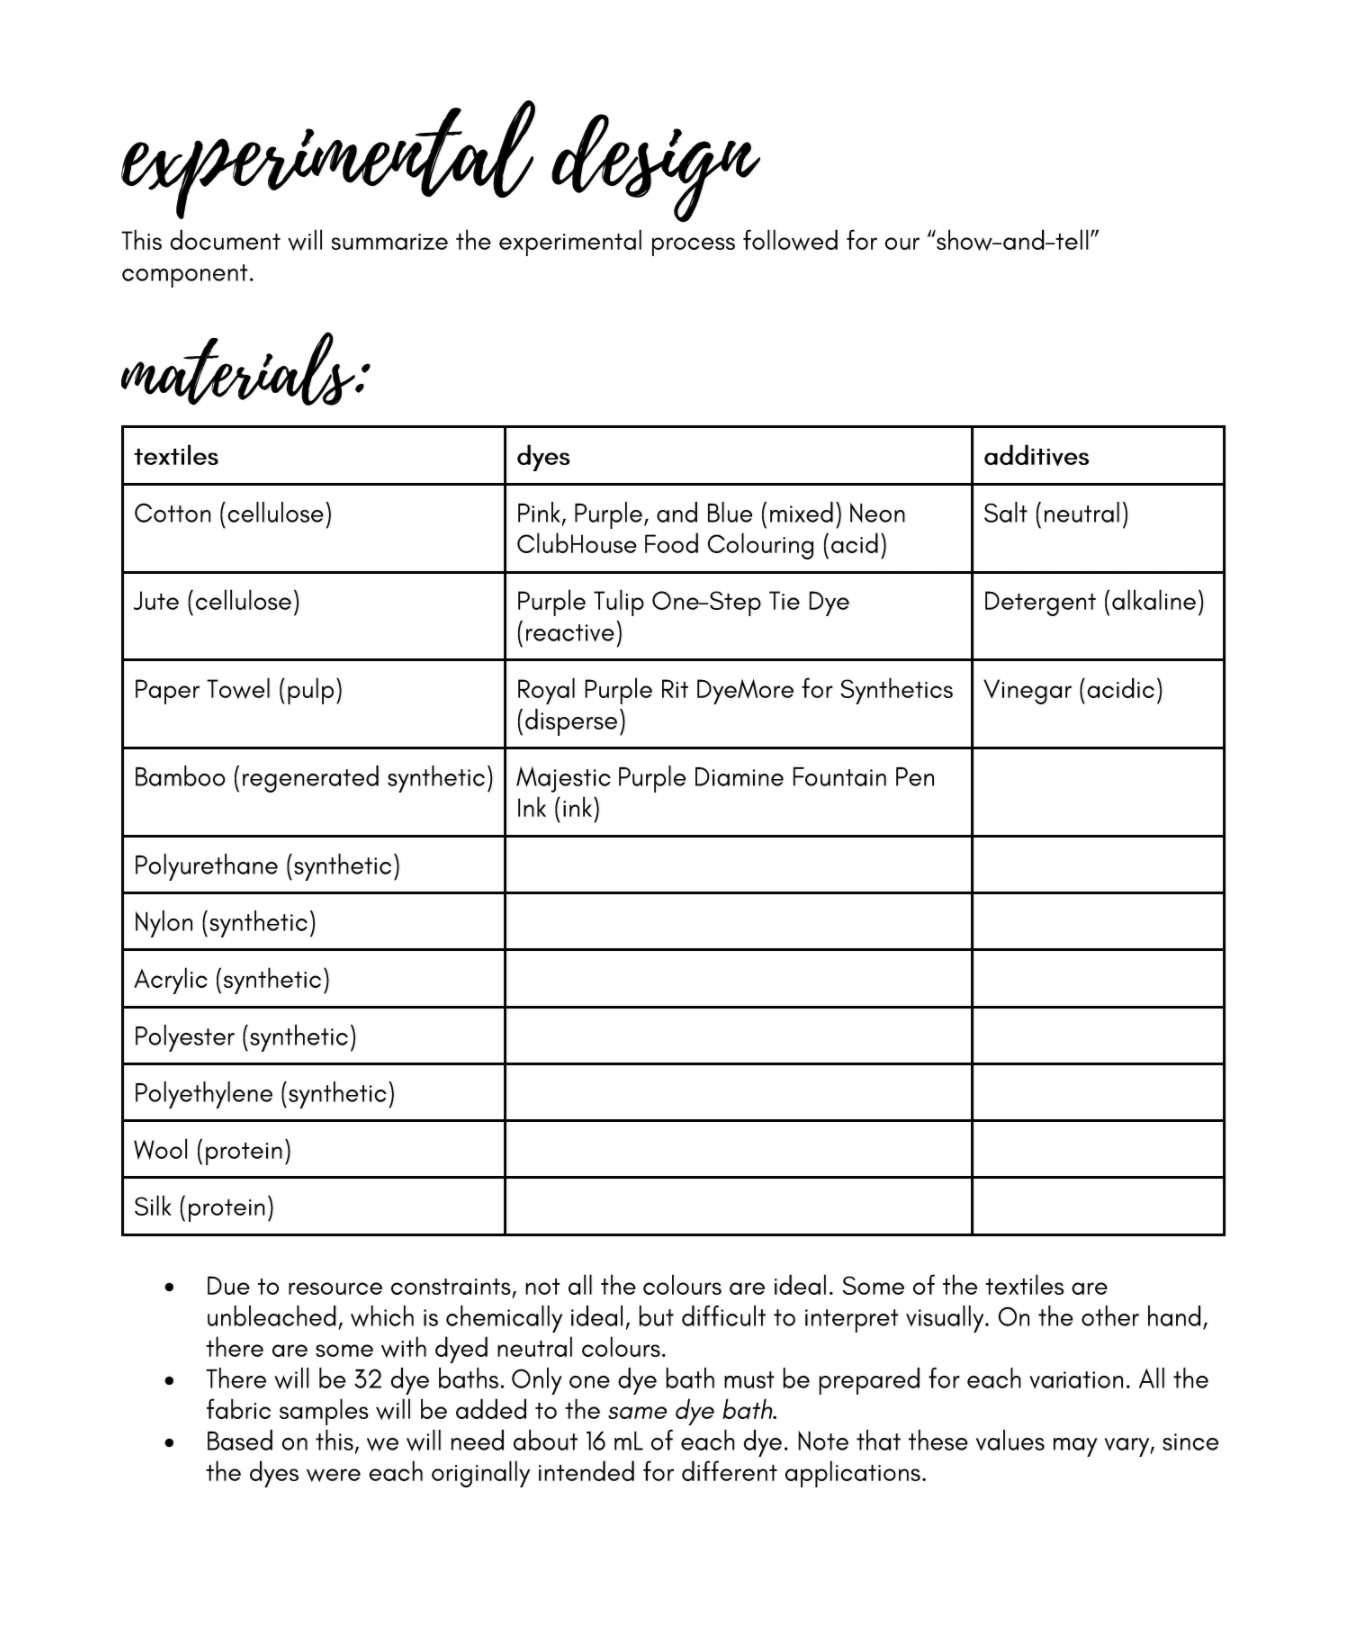 experimental design
This document will summarize the experimental process followed for our “show-and-tell”
component.
materials:
textiles
dyes
additives
Cotton (cellulose)
Pink, Purple, and Blue (mixed) Neon
ClubHouse Food Colouring (acid)
Salt (neutral)
Jute (cellulose)
Purple Tulip One-Step Tie Dye
(reactive)
Detergent (alkaline)
Paper Towel (pulp)
Royal Purple Rit DyeMore for Synthetics
(disperse)
Vinegar (acidic)
Bamboo (regenerated synthetic)
Majestic Purple Diamine Fountain Pen
Ink (ink)
Polyurethane (synthetic)
Nylon (synthetic)
Acrylic (synthetic)
Polyester (synthetic)
Polyethylene (synthetic)
Wool (protein)
Silk (protein)
• Due to resource constraints, not all the colours are ideal. Some of the textiles are
unbleached, which is chemically ideal, but difficult to interpret visually. On the other hand,
there are some with dyed neutral colours.
• There will be 32 dye baths. Only one dye bath must be prepared for each variation. All the
fabric samples will be added to the same dye bath.
• Based on this, we will need about 16 mL of each dye. Note that these values may vary, since
the dyes were each originally intended for different applications.